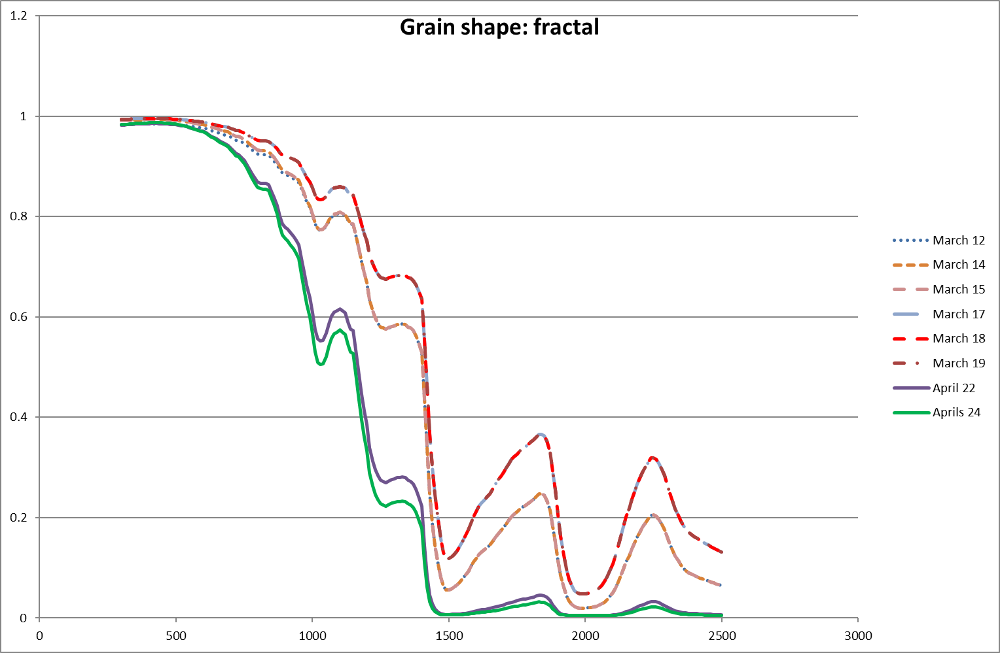 Grain shape: fractal
1.2
1
0.8
0.6
0.4
0.2
0
0 500 1000 1500 2000 2500 3000
March 12
March 14
March 15
March 17
March 18
March 19
April 22
Aprils 24